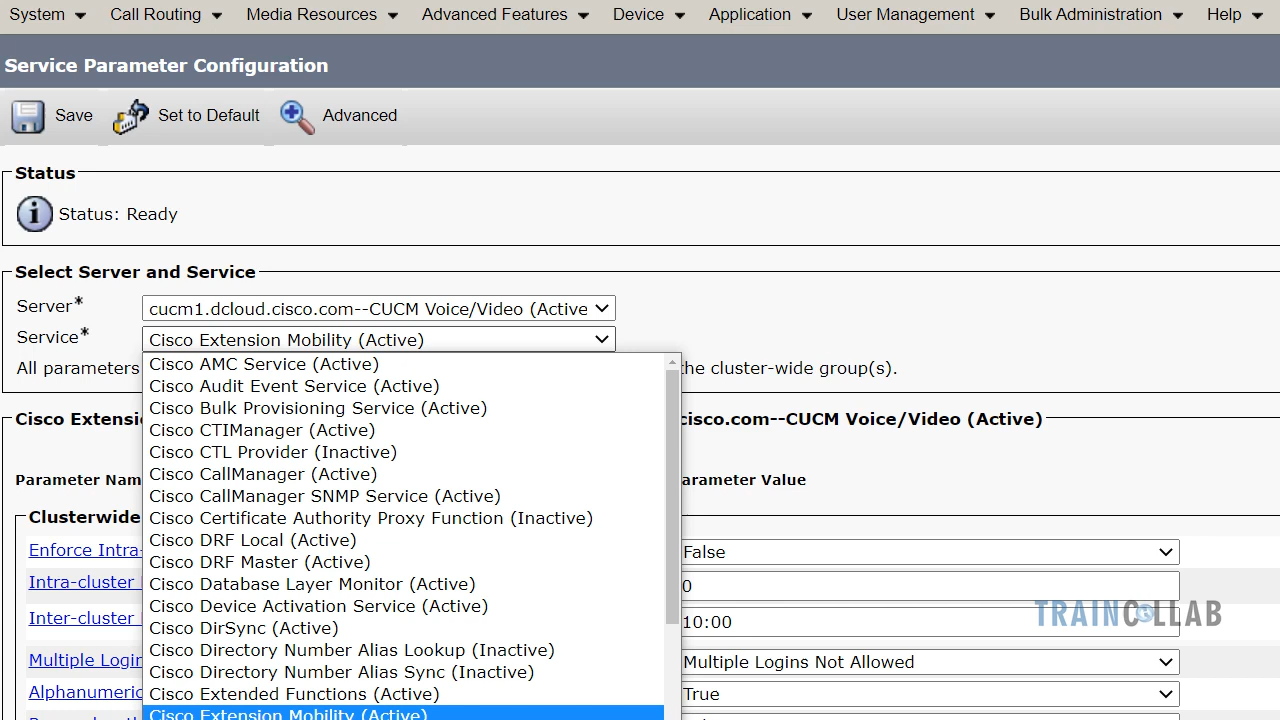 System Call Routing Media Resources Advanced Features Device Application User Management Bulk Administration Help
Service Parameter Configuration
Save Set to Default Advanced
Status
Status: Ready
Select Server and Service
Server* cucm1.dcloud.cisco.com--CUCM Voice/Video (Active
Service* Cisco Extension Mobility (Active)
All parameters the cluster-wide group(s).
Cisco AMC Service (Active)
Cisco Audit Event Service (Active)
Cisco Bulk Provisioning Service (Active)
Cisco CTIManager (Active)
Cisco CTL Provider (Inactive)
Cisco CallManager (Active)
Cisco CallManager SNMP Service (Active)
Cisco Certificate Authority Proxy Function (Inactive)
Cisco DRF Local (Active)
Cisco DRF Master (Active)
Cisco Database Layer Monitor (Active)
Cisco Device Activation Service (Active)
Cisco DirSync (Active)
Cisco Directory Number Alias Lookup (Inactive)
Cisco Directory Number Alias Sync (Inactive)
Cisco Extended Functions (Active)
Cisco Extension Mobility (Active)
Cisco Extensi cisco.com--CUCM Voice/Video (Active)
Parameter Nam arameter Value
Clusterwide
Enforce Intra- False
Intra-cluster 0
Inter-cluster 10:00
Multiple Login Multiple Logins Not Allowed
Alphanumeric True
TRAINCOLLAB